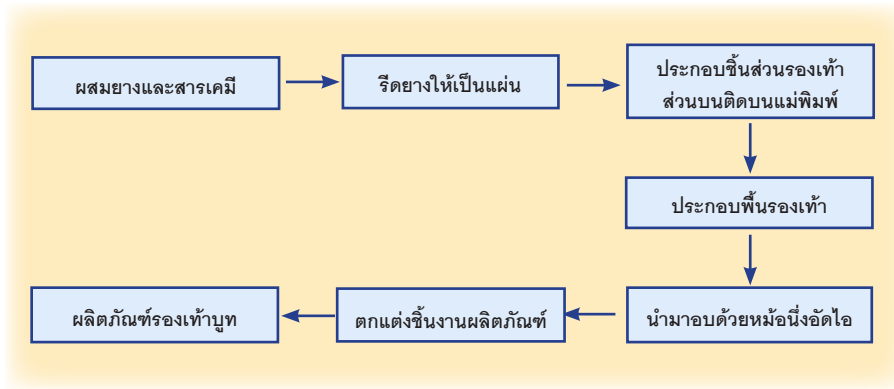 ผสมยางและสารเคมี
รีดยางให้เป็นแผ่น
ประกอบชิ้นส่วนรองเท้า
ส่วนบนติดบนแม่พิมพ์
ประกอบพื้นรองเท้า
นำมาอบด้วยหม้อนึ่งอัดไอ
ตกแต่งชิ้นงานผลิตภัณฑ์
ผลิตภัณฑ์รองเท้าบูท